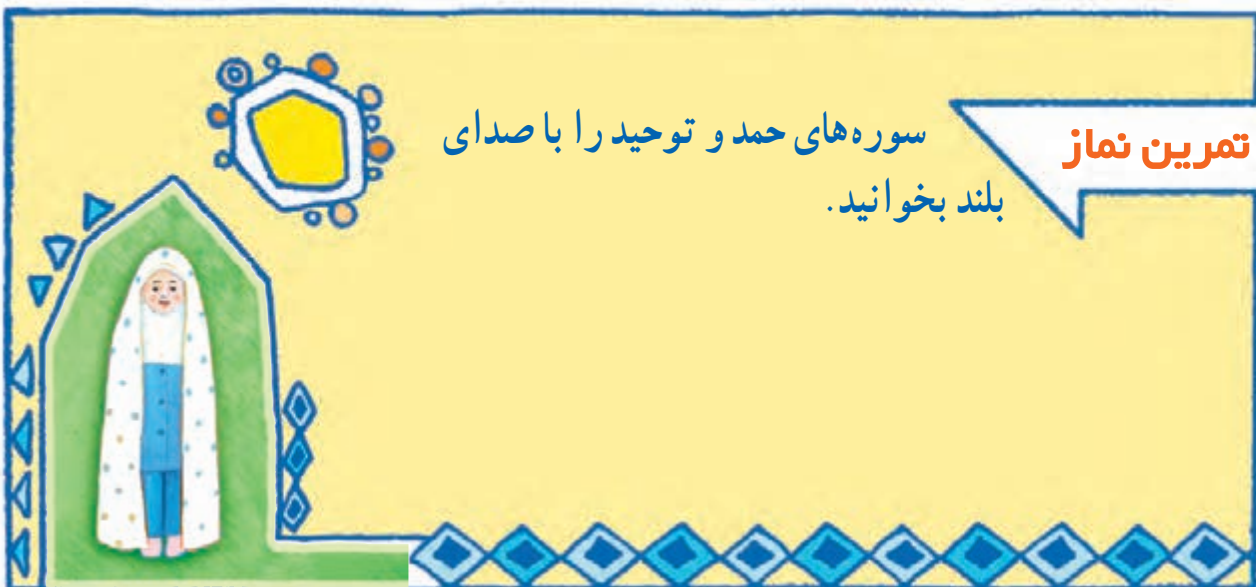 تمرین نماز
سوره‌های حمد و توحید را با صدای
بلند بخوانید.